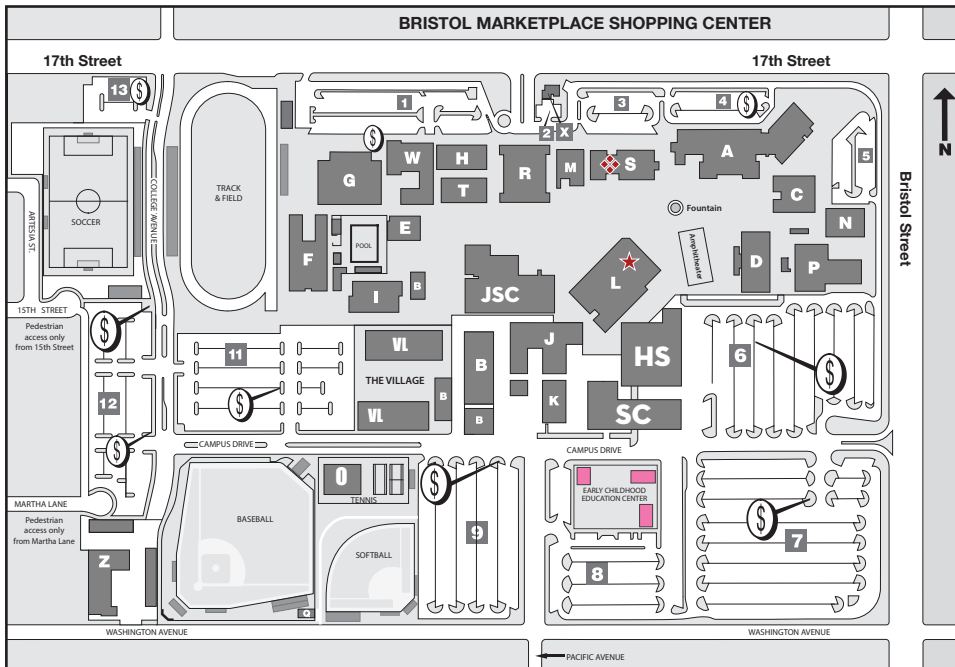 BRISTOL MARKETPLACE SHOPPING CENTER
17th Street
17th Street
13
$
1
3
4
$
2
X
5
N
$
W
H
R
M
S
A
G
T
C
TRACK
& FIELD
COLLEGE AVENUE
ARTESIA ST.
SOCCER
Fountain
N
Bristol Street
E
POOL
F
Amphitheater
D
P
L
I
B
JSC
15TH STREET
Pedestrian
access only
from 15th Street
$
11
VL
THE VILLAGE
VL
B
B
B
J
K
HS
SC
6
$
12
$
$
CAMPUS DRIVE
CAMPUS DRIVE
MARTHA LANE
Pedestrian
access only
from Martha Lane
Z
BASEBALL
O
TENNIS
SOFTBALL
Q
$
9
EARLY CHILDHOOD
EDUCATION CENTER
8
$
7
WASHINGTON AVENUE
WASHINGTON AVENUE
PACIFIC AVENUE